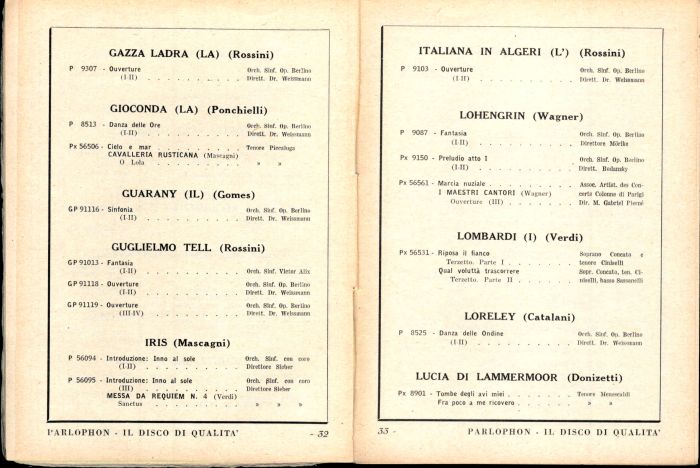 GAZZA LADRA (LA) (Rossini)
P 9307 - Ouverture Orch. Sinf. Op. Berlino
(I-II) . . . . . . . . . . Dirett. Dr. Weissmann
GIOCONDA (LA) (Ponchielli)
P 8513 - Danza delle Ore Orch. Sinf. Op. Berlino
(I-II) . . . . . . . . . . Dirett. Dr. Weissmann
Px 56506 - Cielo e mar . . . . . . . . . Tenore Piccaluga
CAVALLERIA RUSTICANA (Mascagni)
O Lola . . . . . . . . . . » »
GUARANY (IL) (Gomes)
GP 91116 - Sinfonia Orch. Sinf. Op. Berlino
(I-II) . . . . . . . . . . Dirett. Dr. Weissmann
GUGLIELMO TELL (Rossini)
GP 91013 - Fantasia
(I-II) . . . . . . . . . . Orch. Sinf. Victor Alix
GP 91118 - Ouverture Orch. Sinf. Op. Berlino
(I-II) . . . . . . . . . . Dirett. Dr. Weissmann
GP 91119 - Ouverture Orch. Sinf. Op. Berlino
(III-IV) . . . . . . . . . . Dirett. Dr. Weissmann
IRIS (Mascagni)
P 56094 - Introduzione: Inno al sole Orch. Sinf. con coro
(I-II) . . . . . . . . . . Direttore Sieber
P 56095 - Introduzione: Inno al sole Orch. Sinf. con coro
(III) . . . . . . . . . . Direttore Sieber
MESSA DA REQUIEM N. 4 (Verdi)
Sanctus . . . . . . . . . . » » »
PARLOPHON - IL DISCO DI QUALITA' - 32
ITALIANA IN ALGERI (L') (Rossini)
P 9103 - Ouverture Orch. Sinf. Op. Berlino
(I-II) . . . . . . . . . . Dirett. Dr. Weissmann
LOHENGRIN (Wagner)
P 9087 - Fantasia Orch. Sinf. Op. Berlino
(I-II) . . . . . . . . . . Direttore Mörike
Px 9150 - Preludio atto I Orch. Sinf. Op. Berlino
(I-II) . . . . . . . . . . Dirett. Bodansky
Px 56561 - Marcia nuziale . . . . . . . . Assoc. Artist. des Con-
I MAESTRI CANTORI (Wagner) certs Colonne di Parigi
Ouverture (III) . . . . . . . Dir. M. Gabriel Pierné
LOMBARDI (I) (Verdi)
Px 56531 - Riposa il fianco Soprano Concato e
Terzetto. Parte I . . . . . . . tenore Ciniselli
Qual voluttà trascorrere Sopr. Concato, ten. Ci-
Terzetto. Parte II . . . . . . . niselli, basso Sassanelli
LORELEY (Catalani)
P 8525 - Danza delle Ondine Orch. Sinf. Op. Berlino
(I-II) . . . . . . . . . . Dir. Dr. Weissmann
LUCIA DI LAMMERMOOR (Donizetti)
Px 8901 - Tombe degli avi miei . . . . . . Tenore Menescaldi
Fra poco a me ricovero . . . . . . » »
33 - PARLOPHON - IL DISCO DI QUALITA'